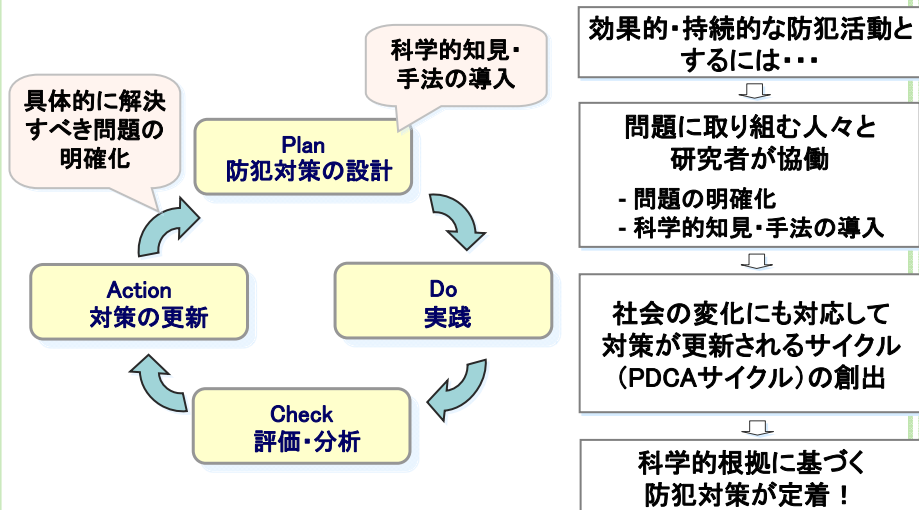 科学的知見・
手法の導入
具体的に解決
すべき問題の
明確化
Plan
防犯対策の設計
Action
対策の更新
Do
実践
Check
評価・分析
効果的・持続的な防犯活動と
するには・・・
問題に取り組む人々と
研究者が協働
- 問題の明確化
- 科学的知見・手法の導入
社会の変化にも対応して
対策が更新されるサイクル
（PDCAサイクル）の創出
科学的根拠に基づく
防犯対策が定着！